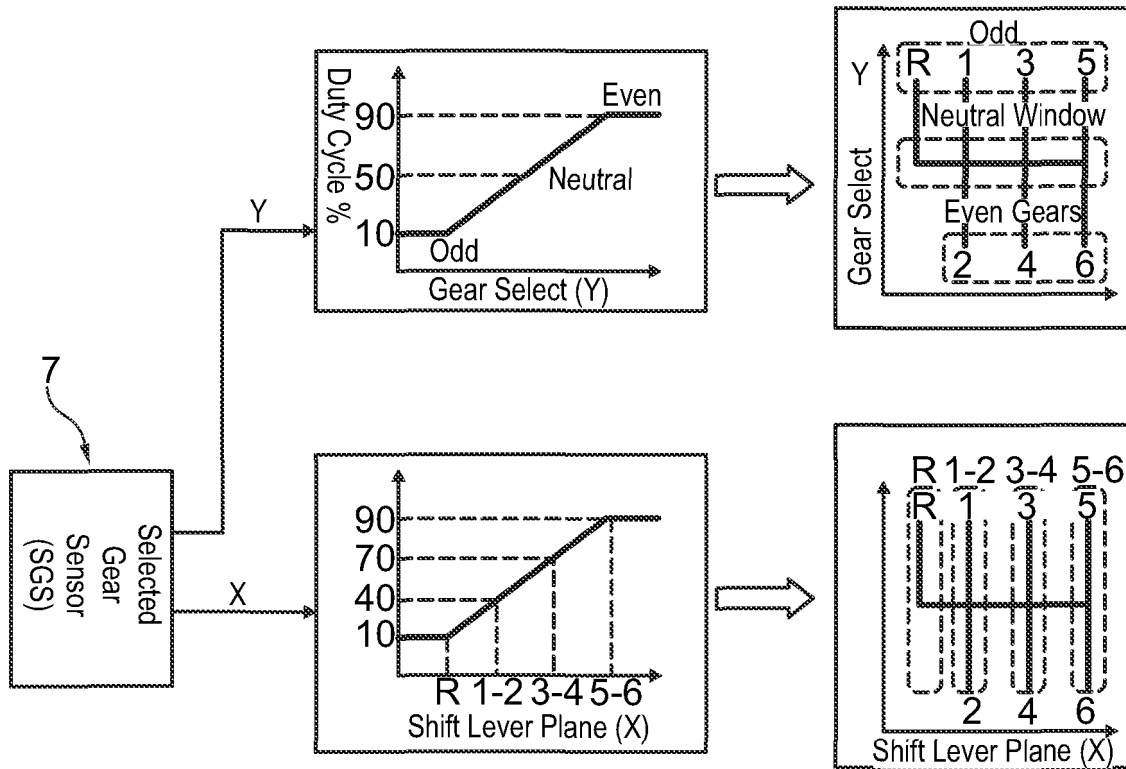 7
Selected
Gear
Sensor
(SGS)
Y
X
Duty Cycle %
90
50
10
Even
Neutral
Odd
Gear Select (Y)
Odd
Y
R 1 3 5
Neutral Window
Even Gears
2 4 6
Gear Select
90
70
40
10
R 1-2 3-4 5-6
Shift Lever Plane (X)
R 1-2 3-4 5-6
R 1 3 5
2 4 6
Shift Lever Plane (X)